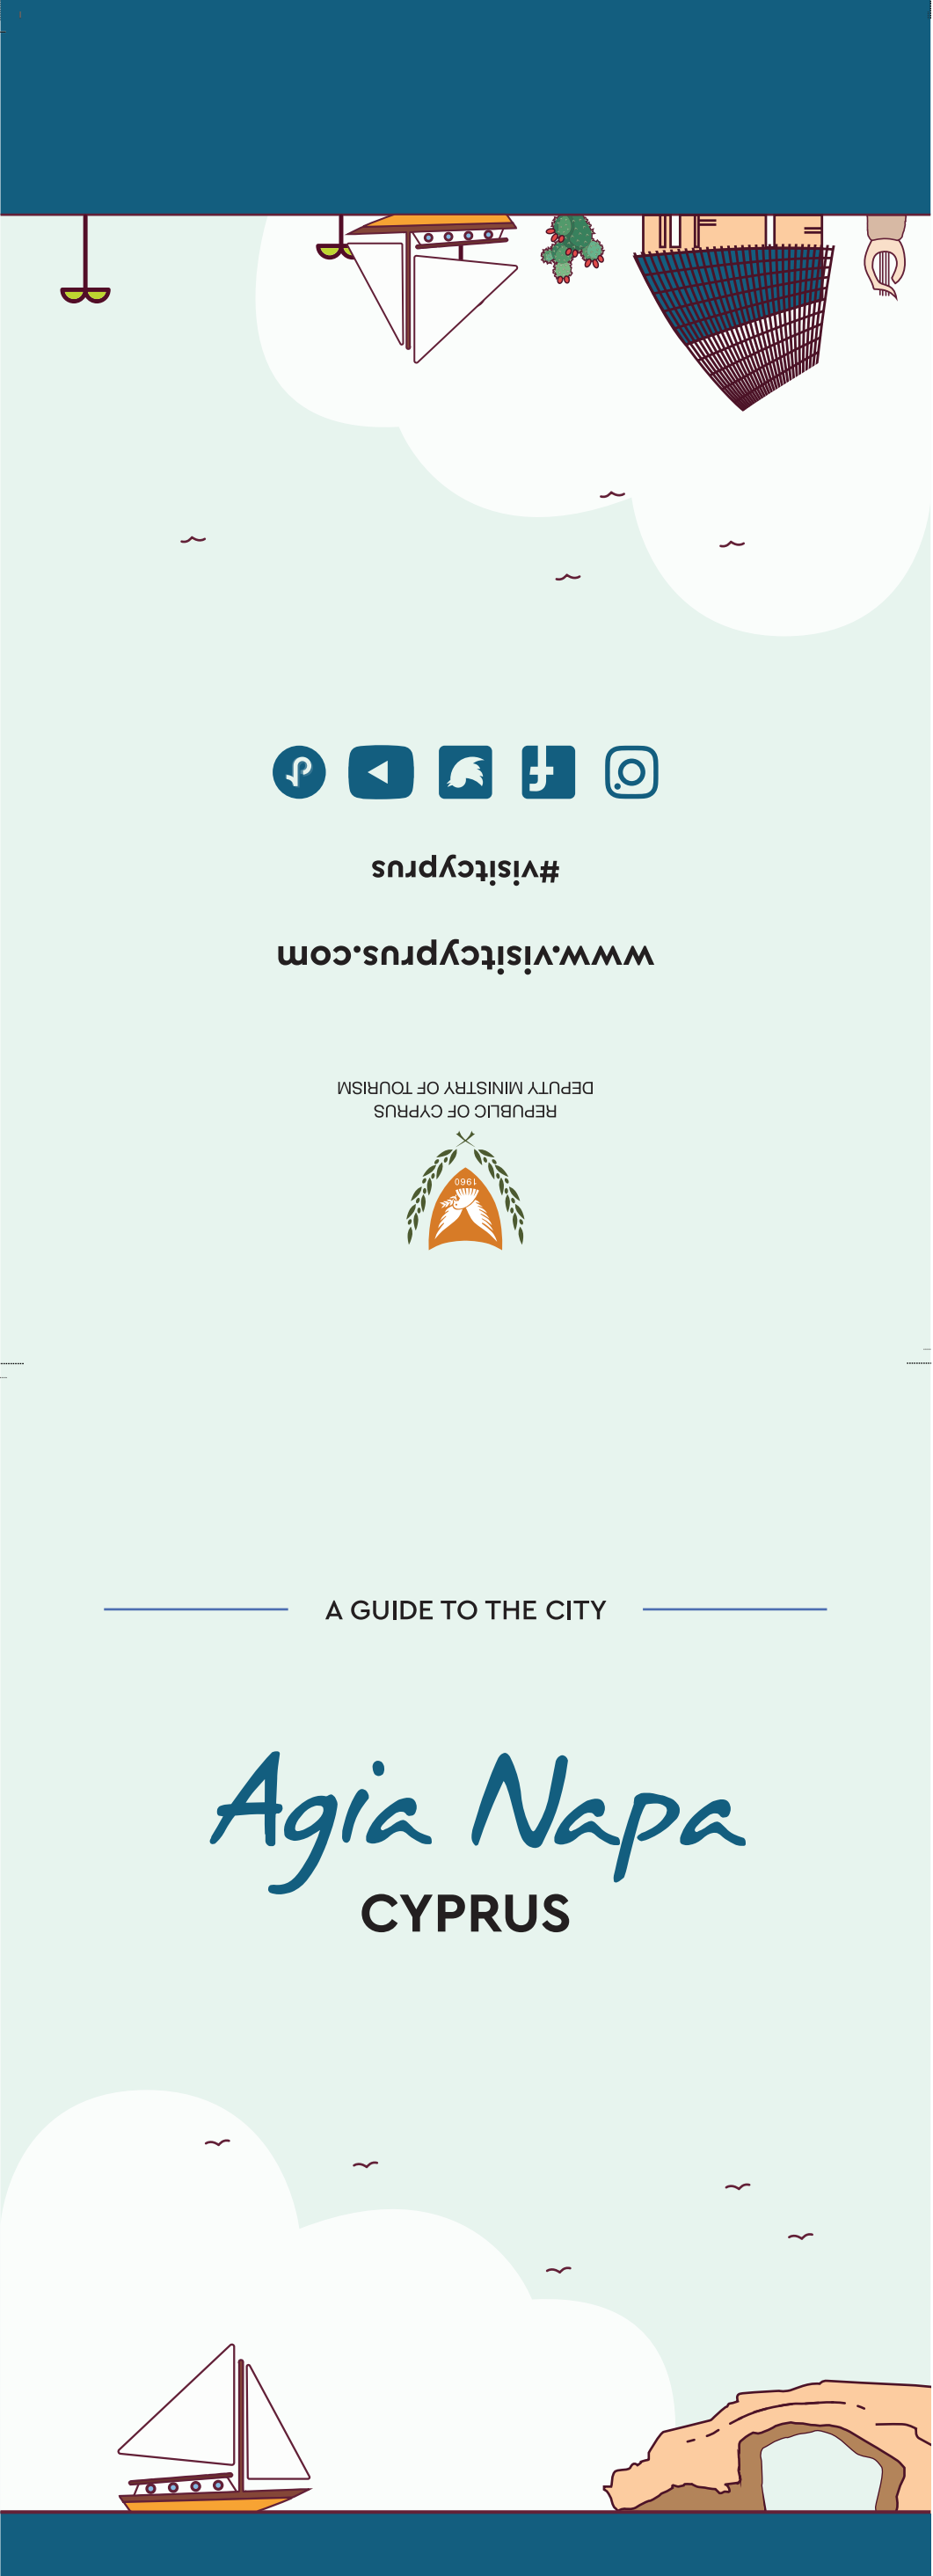 A GUIDE TO THE CITY
Agia Napa
CYPRUS
1960
REPUBLIC OF CYPRUS
DEPUTY MINISTRY OF TOURISM
www.visitcyprus.com
#visitcyprus